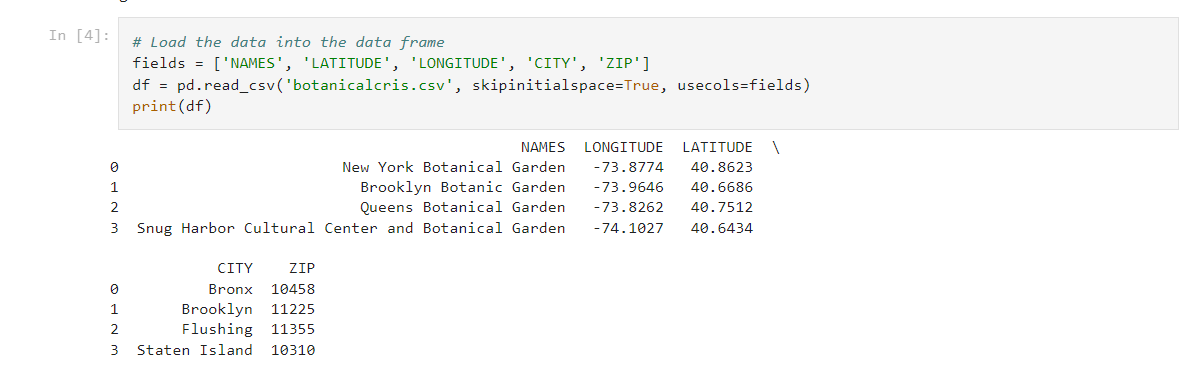 In [4]:
# Load the data into the data frame
fields = ['NAMES', 'LATITUDE', 'LONGITUDE', 'CITY', 'ZIP']
df = pd.read_csv('botanicalcris.csv', skipinitialspace=True, usecols=fields)
print(df)
NAMES LONGITUDE LATITUDE \
0 New York Botanical Garden -73.8774 40.8623
1 Brooklyn Botanic Garden -73.9646 40.6686
2 Queens Botanical Garden -73.8262 40.7512
3 Snug Harbor Cultural Center and Botanical Garden -74.1027 40.6434
CITY ZIP
0 Bronx 10458
1 Brooklyn 11225
2 Flushing 11355
3 Staten Island 10310